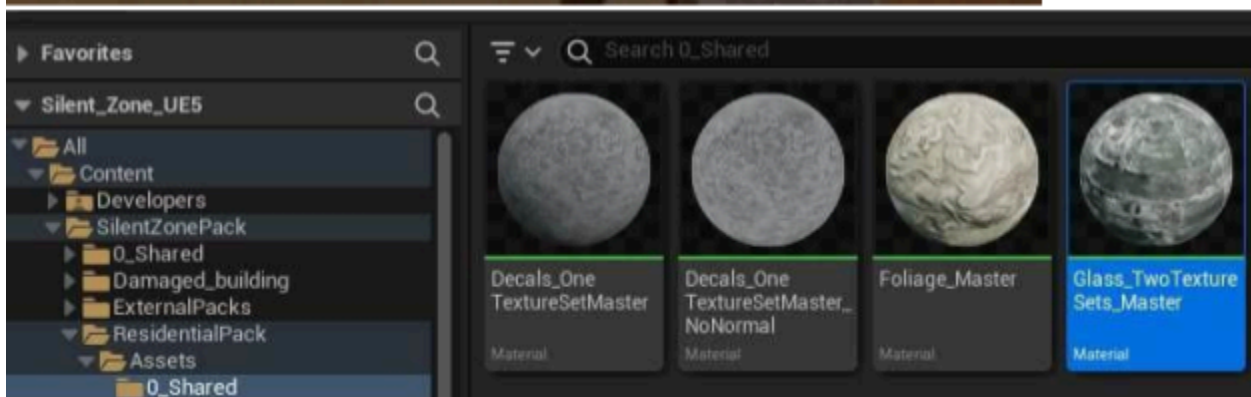 Favorites
Silent_Zone_UE5
All
Content
Developers
SilentZonePack
0_Shared
Damaged_building
ExternalPacks
ResidentialPack
Assets
0_Shared
Search 0_Shared
Decals_One
TextureSetMaster
Material
Decals_One
TextureSetMaster_
NoNormal
Material
Foliage_Master
Material
Glass_TwoTexture
Sets_Master
Material